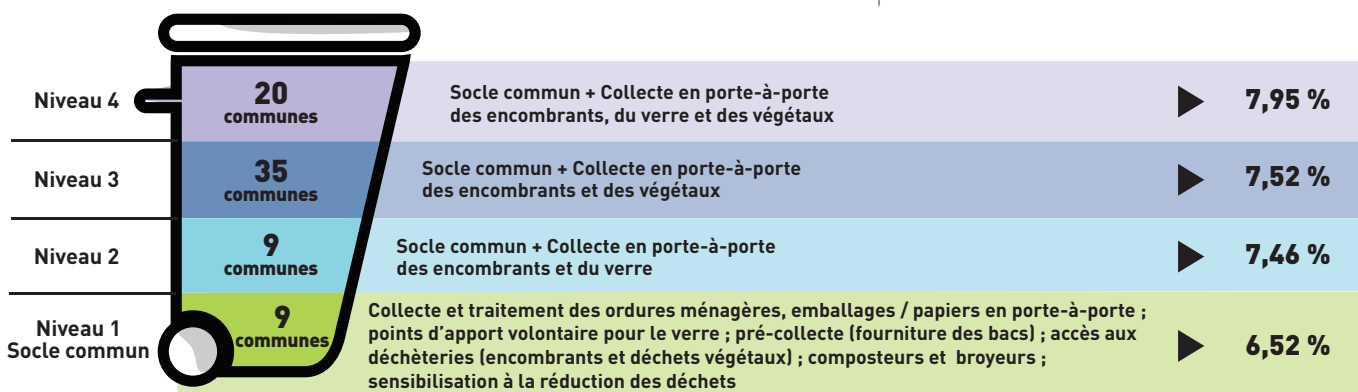 Niveau 4
20
communes
Socle commun + Collecte en porte-à-porte
des encombrants, du verre et des végétaux
7,95 %
Niveau 3
35
communes
Socle commun + Collecte en porte-à-porte
des encombrants et des végétaux
7,52 %
Niveau 2
9
communes
Socle commun + Collecte en porte-à-porte
des encombrants et du verre
7,46 %
Niveau 1
Socle commun
9
communes
Collecte et traitement des ordures ménagères, emballages / papiers en porte-à-porte ;
points d'apport volontaire pour le verre ; pré-collecte (fourniture des bacs) ; accès aux
déchèteries (encombrants et déchets végétaux) ; composteurs et broyeurs ;
sensibilisation à la réduction des déchets
6,52 %